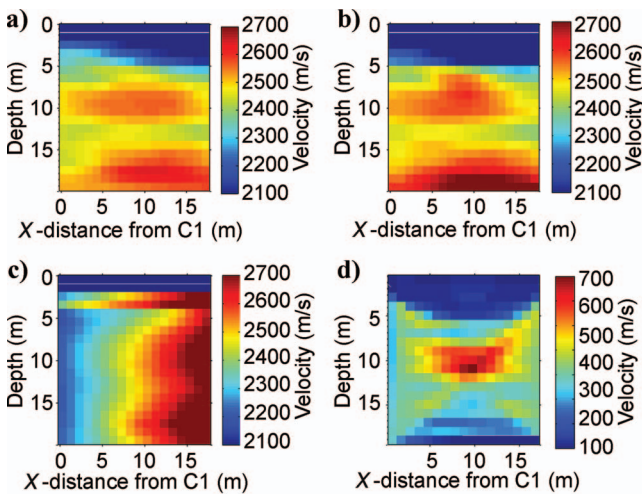 a)
0
5
10
15
Depth (m)
0 5 10 15
X-distance from C1 (m)
2700
2600
2500
2400
2300
2200
2100
Velocity (m/s)
b)
0
5
10
15
Depth (m)
0 5 10 15
X-distance from C1 (m)
2700
2600
2500
2400
2300
2200
2100
Velocity (m/s)
c)
0
5
10
15
Depth (m)
0 5 10 15
X-distance from C1 (m)
2700
2600
2500
2400
2300
2200
2100
Velocity (m/s)
d)
0
5
10
15
Depth (m)
5 10 15
X-distance from C1 (m)
700
600
500
400
300
200
100
Velocity (m/s)